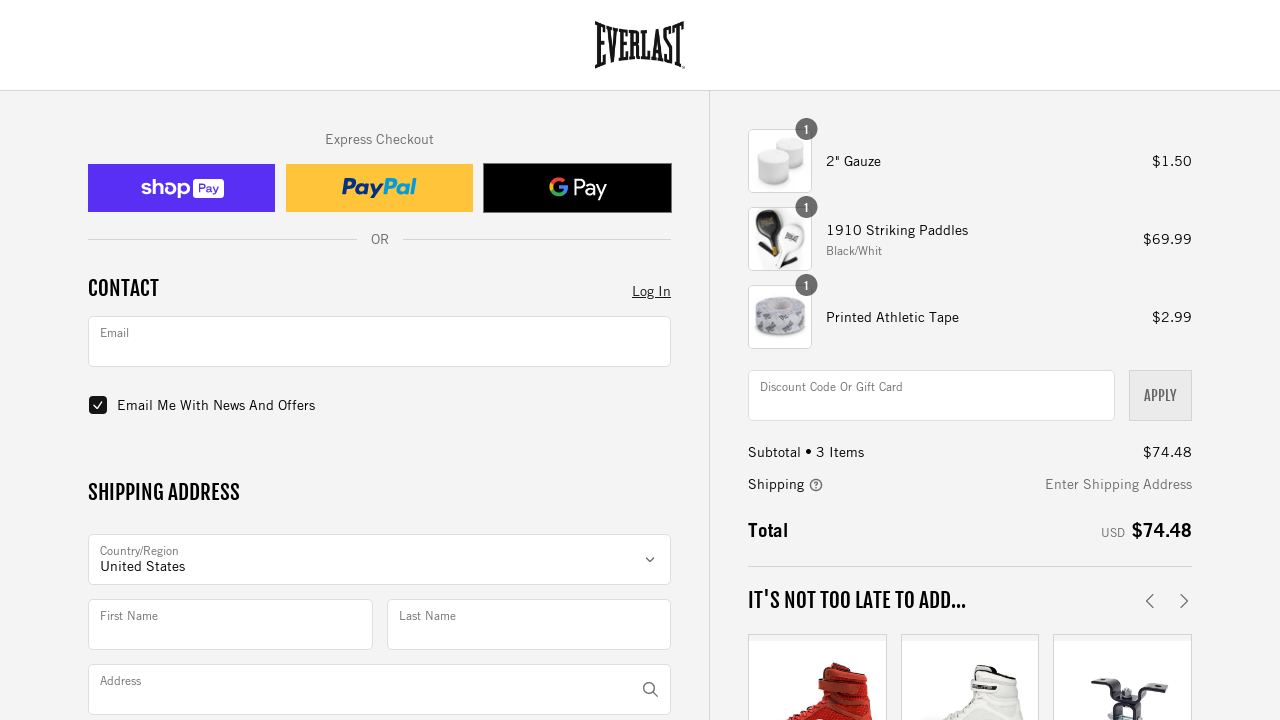 EVERLAST
Express Checkout
shop Pay
PayPal
G Pay
OR
CONTACT
Log In
Email
Email Me With News And Offers
SHIPPING ADDRESS
Country/Region
United States
First Name
Last Name
Address
1
2" Gauze
$1.50
1
1910 Striking Paddles
Black/Whit
$69.99
1
Printed Athletic Tape
$2.99
Discount Code Or Gift Card
APPLY
Subtotal • 3 Items
$74.48
Shipping
Enter Shipping Address
Total
USD $74.48
IT'S NOT TOO LATE TO ADD...